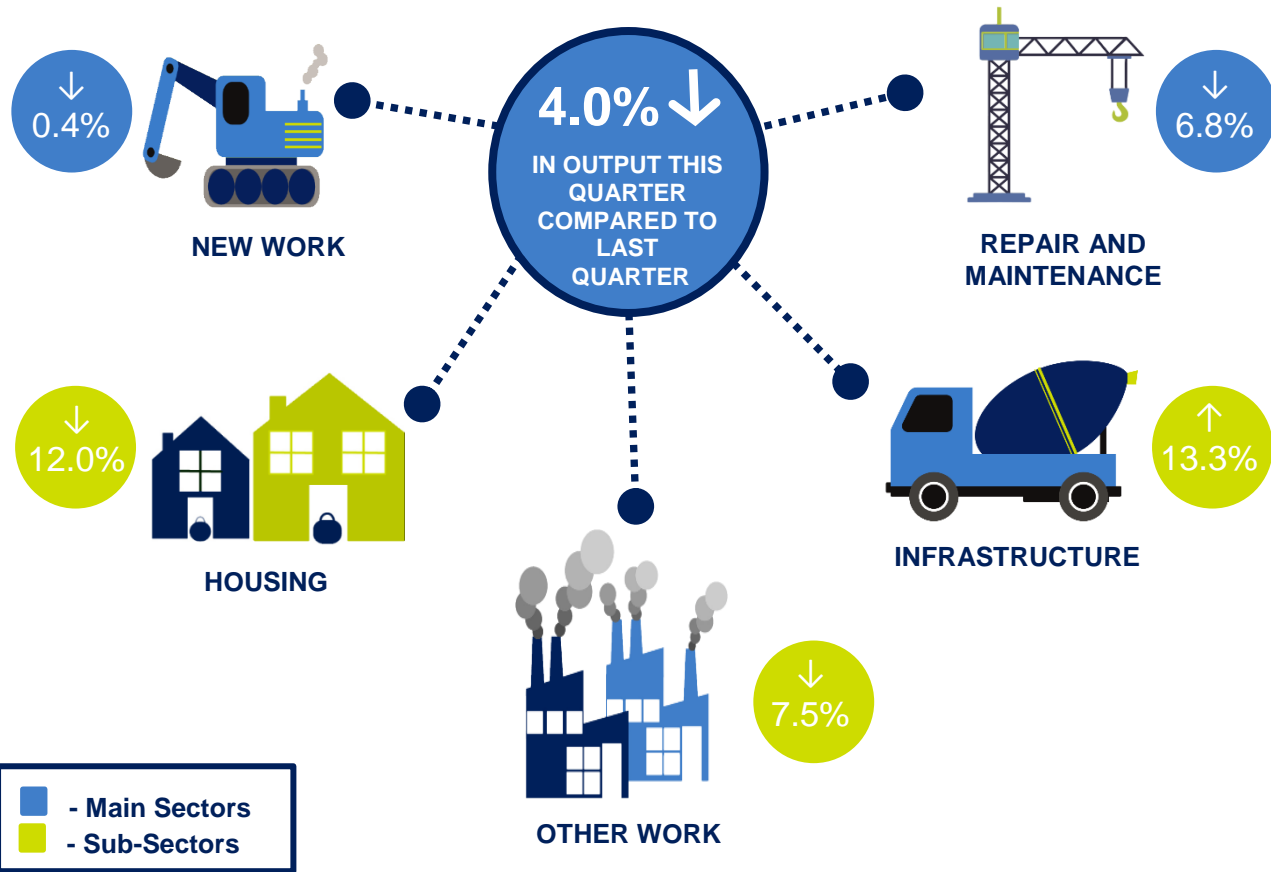 4.0% ↓
IN OUTPUT THIS
QUARTER
COMPARED TO
LAST
QUARTER
↓
0.4%
NEW WORK
↓
6.8%
REPAIR AND
MAINTENANCE
↓
12.0%
HOUSING
↑
13.3%
INFRASTRUCTURE
↓
7.5%
OTHER WORK
- Main Sectors
- Sub-Sectors